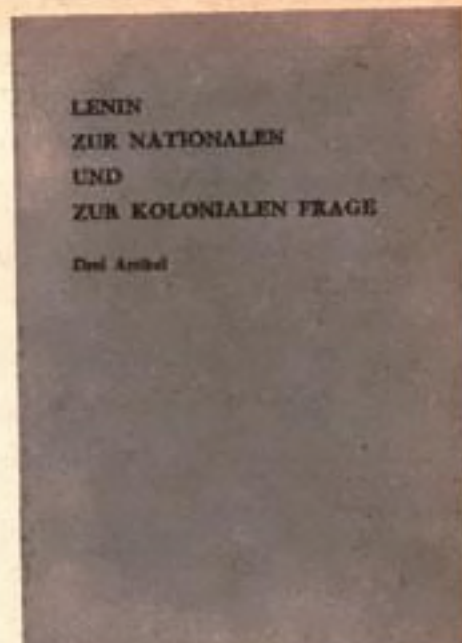 LENIN
ZUR NATIONALEN
UND
ZUR KOLONIALEN FRAGE
Drei Artikel